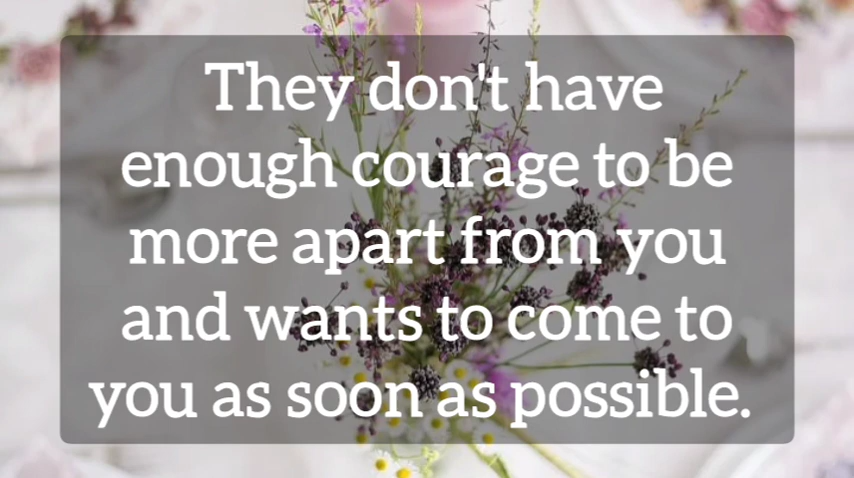 They don't have
enough courage to be
more apart from you
and wants to come to
you as soon as possible.